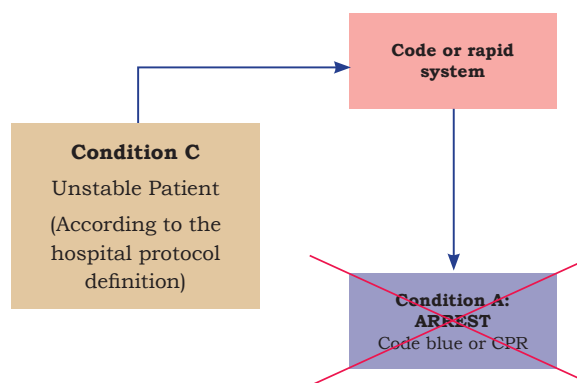 Code or rapid
system
Condition C
Unstable Patient
(According to the
hospital protocol
definition)
Condition A:
ARREST
Code blue or CPR